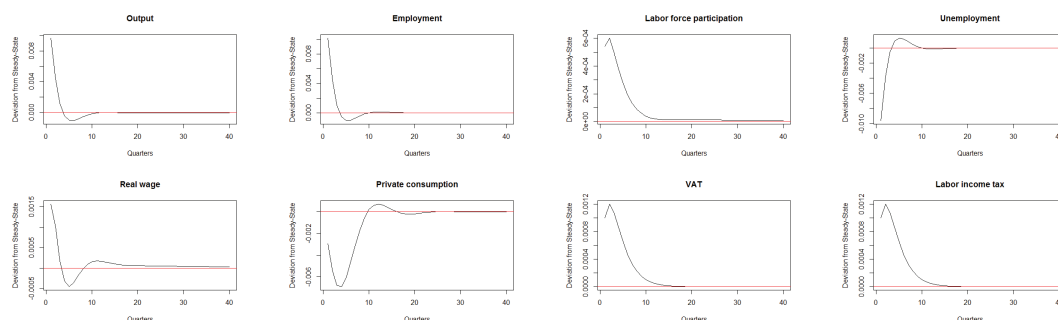 Output
Employment
Labor force participation
Unemployment
Deviation from Steady-State
0.000 0.004 0.008
0 10 20 30 40
Quarters
Deviation from Steady-State
0.000 0.004 0.008
0 10 20 30 40
Quarters
Deviation from Steady-State
0e+00 2e-04 4e-04 6e-04
0 10 20 30 40
Quarters
Deviation from Steady-State
-0.010 -0.006 -0.002
0 10 20 30 40
Quarters
Real wage
Private consumption
VAT
Labor income tax
Deviation from Steady-State
-0.0005 0.0005 0.0015
0 10 20 30 40
Quarters
Deviation from Steady-State
-0.006 -0.002
0 10 20 30 40
Quarters
Deviation from Steady-State
0.0000 0.0004 0.0008 0.0012
0 10 20 30 40
Quarters
Deviation from Steady-State
0.0000 0.0004 0.0008 0.0012
0 10 20 30 40
Quarters